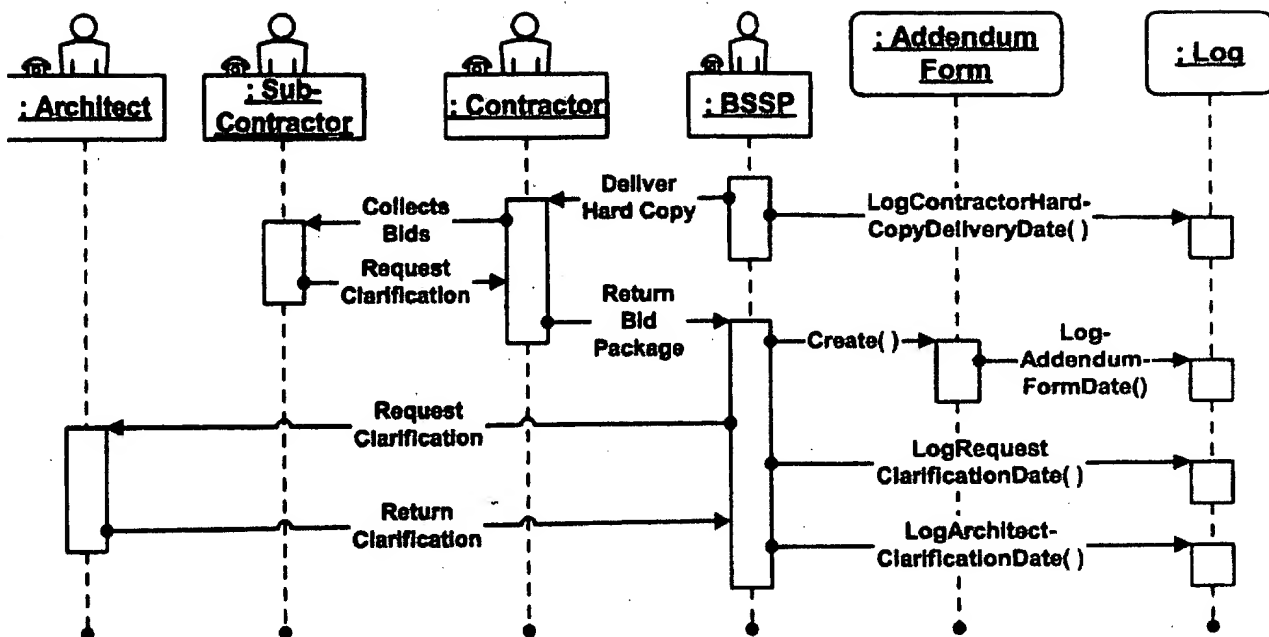 : Architect
: Sub-
Contractor
: Contractor
: BSSP
: Addendum
Form
: Log
Deliver
Hard Copy
LogContractorHard-
CopyDeliveryDate( )
Collects
Bids
Request
Clarification
Return
Bid
Package
Create( )
Log-
Addendum-
FormDate()
Request
Clarification
LogRequest
ClarificationDate( )
Return
Clarification
LogArchitect-
ClarificationDate( )